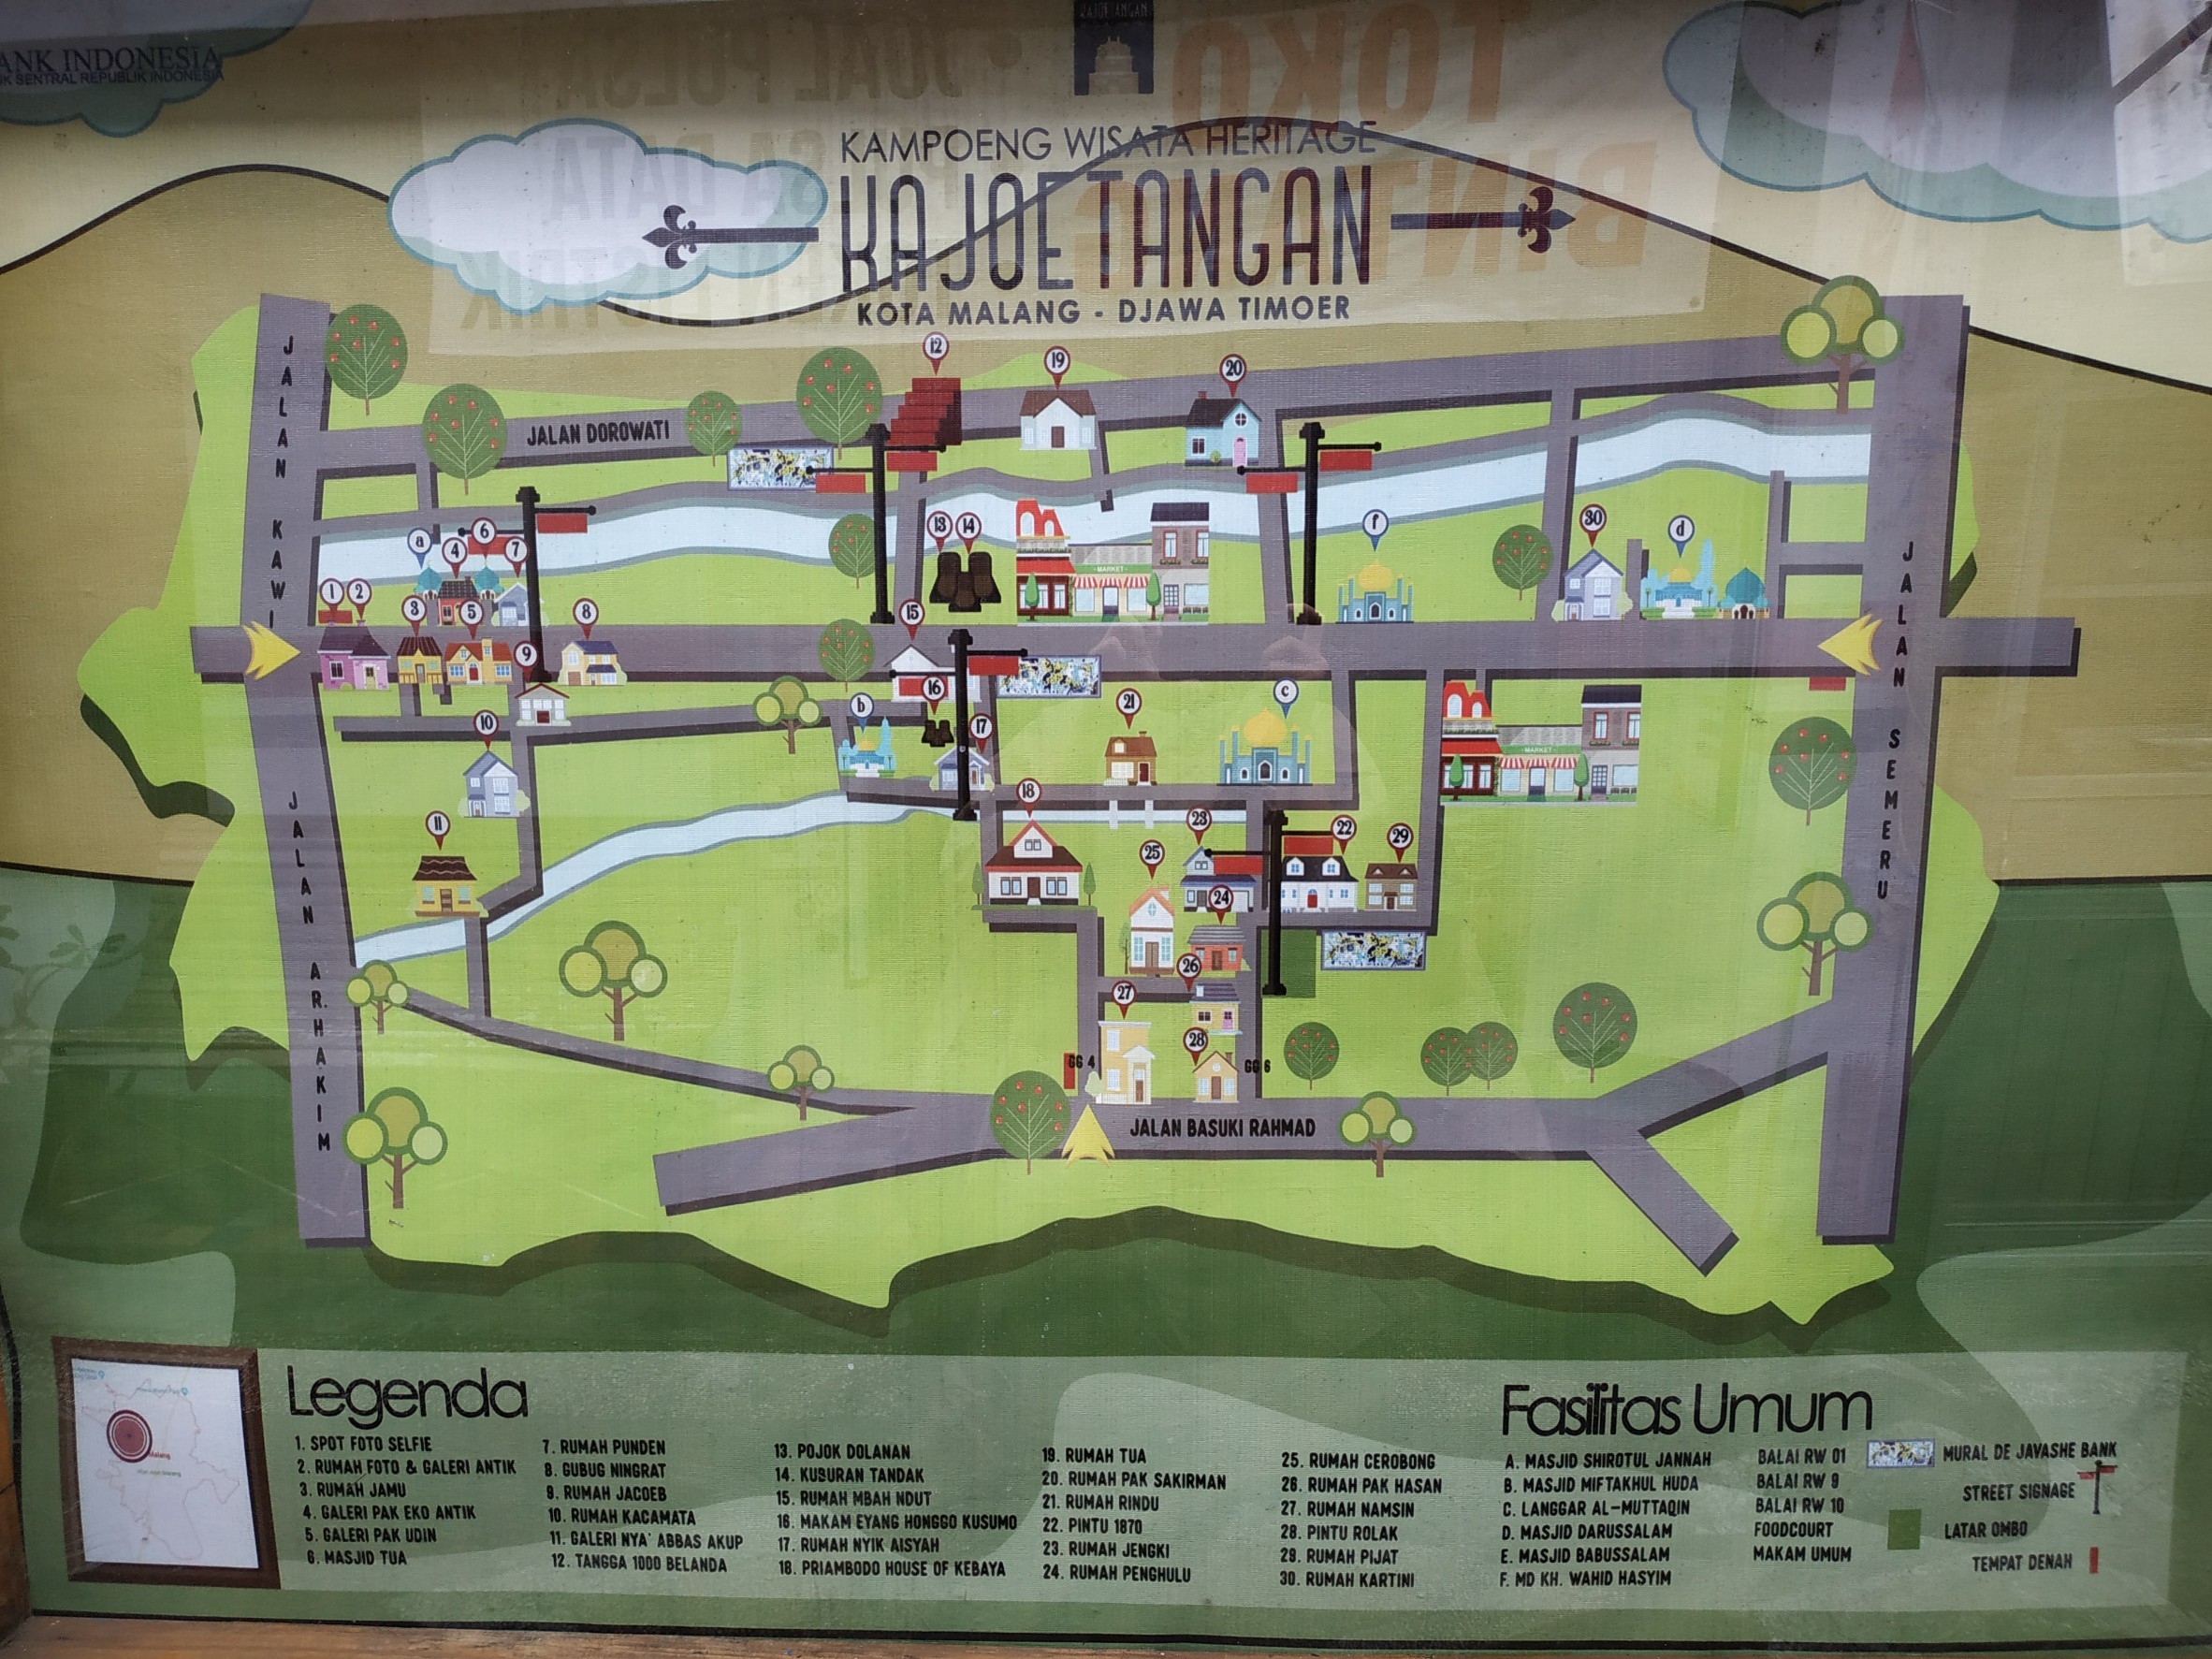 BANK INDONESIA
BANK SENTRAL REPUBLIK INDONESIA
KAJOETANGAN
KAMPOENG WISATA HERITAGE
KAJOETANGAN
KOTA MALANG - DJAWA TIMOER
JALAN KAWI
JALAN DOROWATI
JALAN SEMERU
JALAN AR.HAKIM
JALAN BASUKI RAHMAD
GG 4
GG 6
MARKET
MARKET
12
19
20
1
2
3
4
5
6
7
8
9
10
11
13
14
15
16
17
18
21
22
23
24
25
26
27
28
29
30
a
b
c
d
f
Legenda
1. SPOT FOTO SELFIE
2. RUMAH FOTO & GALERI ANTIK
3. RUMAH JAMU
4. GALERI PAK EKO ANTIK
5. GALERI PAK UDIN
6. MASJID TUA
7. RUMAH PUNDEN
8. GUBUG NINGRAT
9. RUMAH JACOEB
10. RUMAH KACAMATA
11. GALERI NYA' ABBAS AKUP
12. TANGGA 1000 BELANDA
13. POJOK DOLANAN
14. KUBURAN TANDAK
15. RUMAH MBAH NDUT
16. MAKAM EYANG HONGGO KUSUMO
17. RUMAH NYIK AISYAH
18. PRIAMBODO HOUSE OF KEBAYA
19. RUMAH TUA
20. RUMAH PAK SAKIRMAN
21. RUMAH RINDU
22. PINTU 1870
23. RUMAH JENGKI
24. RUMAH PENGHULU
25. RUMAH CEROBONG
26. RUMAH PAK HASAN
27. RUMAH NAMSIN
28. PINTU ROLAK
29. RUMAH PIJAT
30. RUMAH KARTINI
Fasilitas Umum
A. MASJID SHIROTUL JANNAH
B. MASJID MIFTAKHUL HUDA
C. LANGGAR AL-MUTTAQIN
D. MASJID DARUSSALAM
E. MASJID BABUSSALAM
F. MD KH. WAHID HASYIM
BALAI RW 01
BALAI RW 9
BALAI RW 10
FOODCOURT
MAKAM UMUM
MURAL DE JAVASHE BANK
STREET SIGNAGE
LATAR OMBO
TEMPAT DENAH
Malang